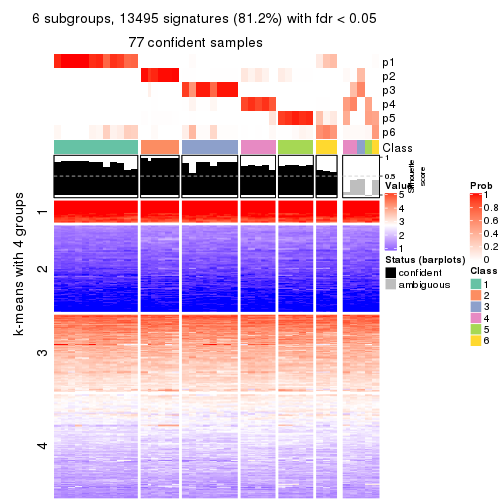 6 subgroups, 13495 signatures (81.2%) with fdr < 0.05
77 confident samples
p1
p2
p3
p4
p5
p6
Class
1
0.5
0
Silhouette
score
k-means with 4 groups
1
2
3
4
Value
5
4
3
2
1
Status (barplots)
confident
ambiguous
Prob
1
0.8
0.6
0.4
0.2
0
Class
1
2
3
4
5
6